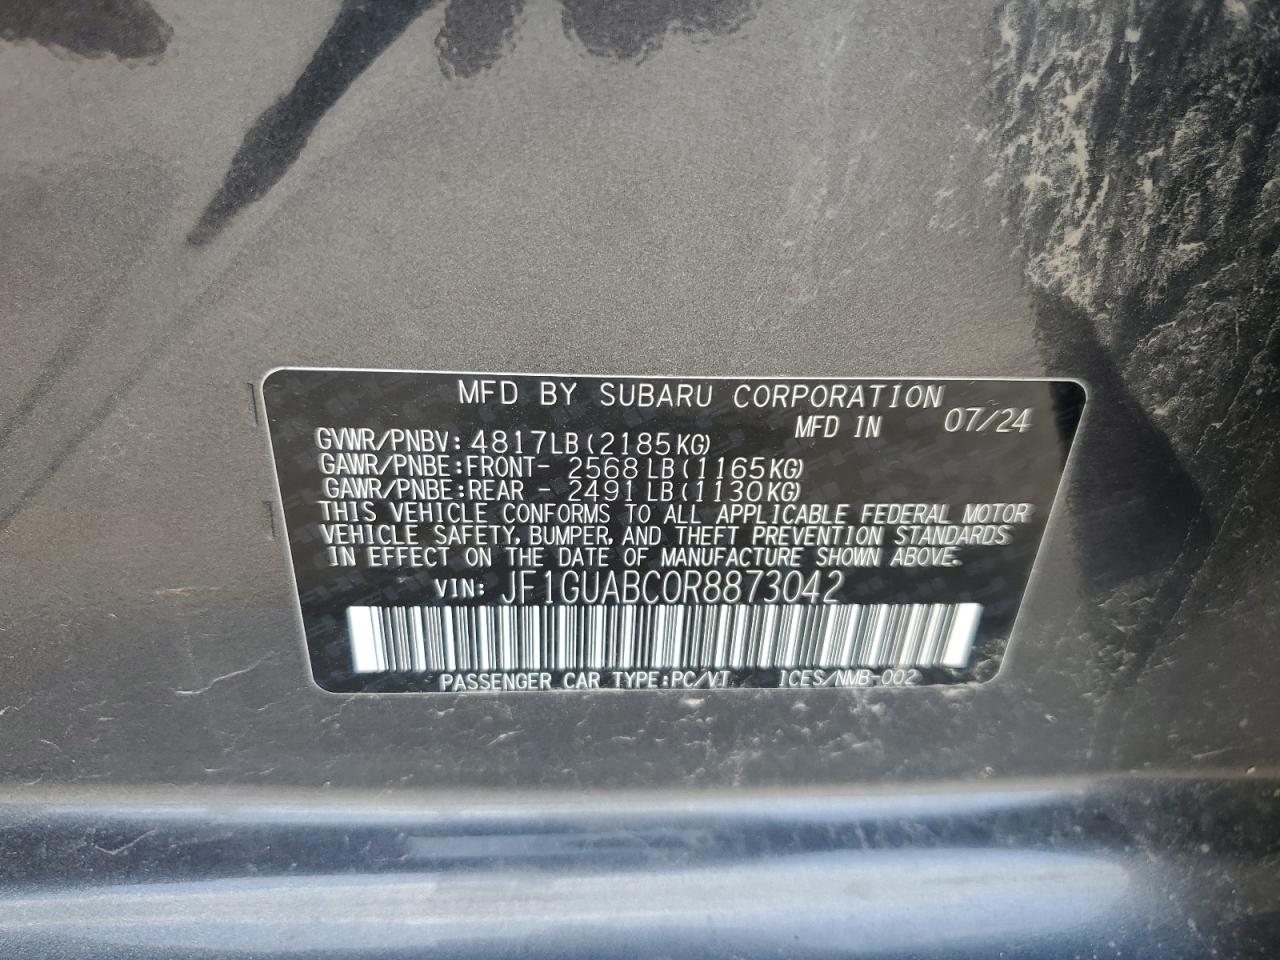 MFD BY SUBARU CORPORATION
MFD IN 07/24
GVWR/PNBV: 4817LB(2185KG)
GAWR/PNBE:FRONT- 2568LB(1165KG)
GAWR/PNBE:REAR - 2491LB(1130KG)
THIS VEHICLE CONFORMS TO ALL APPLICABLE FEDERAL MOTOR
VEHICLE SAFETY, BUMPER, AND THEFT PREVENTION STANDARDS
IN EFFECT ON THE DATE OF MANUFACTURE SHOWN ABOVE.
VIN: JF1GUABC0R8873042
PASSENGER CAR TYPE:PC/VT ICES/NMB-002